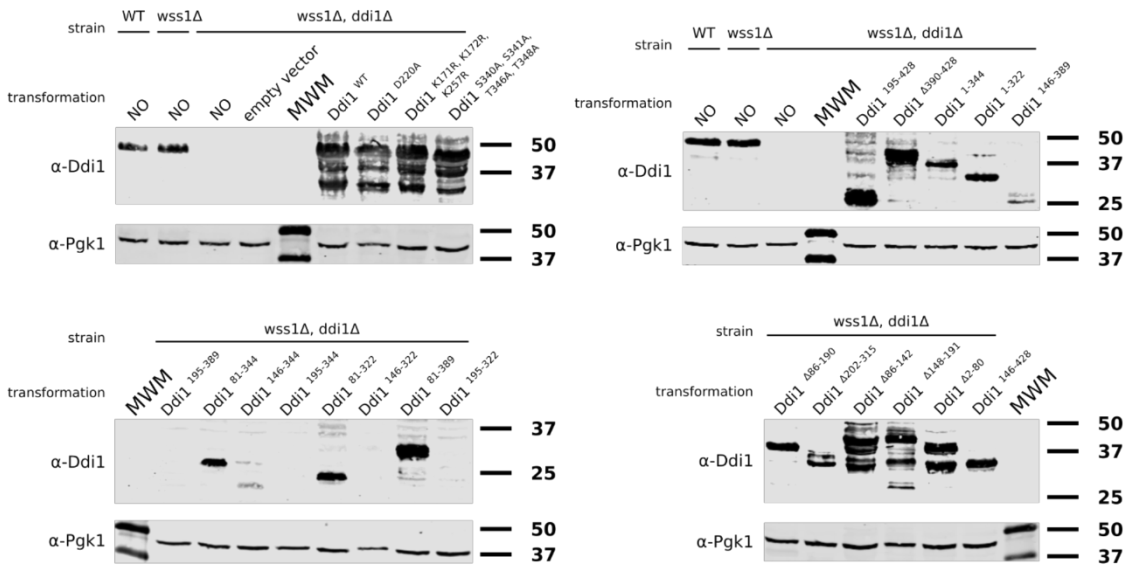 WT wss1Δ wss1Δ, ddi1Δ
strain
transformation NO NO NO empty vector MWM Ddi1 WT Ddi1 D220A Ddi1 K171R, K172R, K257R Ddi1 S340A, S341A, T346A, T348A
α-Ddi1 50
37
α-Pgk1 50
37
WT wss1Δ wss1Δ, ddi1Δ
strain
transformation NO NO NO MWM Ddi1 195-428 Ddi1 Δ390-428 Ddi1 1-344 Ddi1 1-322 Ddi1 146-389
α-Ddi1 50
37
25
α-Pgk1 50
37
wss1Δ, ddi1Δ
strain
transformation MWM Ddi1 195-389 Ddi1 81-344 Ddi1 146-344 Ddi1 195-344 Ddi1 81-322 Ddi1 146-322 Ddi1 81-389 Ddi1 195-322
37
α-Ddi1 25
α-Pgk1 50
37
wss1Δ, ddi1Δ
strain
transformation Ddi1 Δ86-190 Ddi1 Δ202-315 Ddi1 Δ86-142 Ddi1 Δ148-191 Ddi1 Δ2-80 Ddi1 146-428 MWM
50
α-Ddi1 37
25
α-Pgk1 50
37